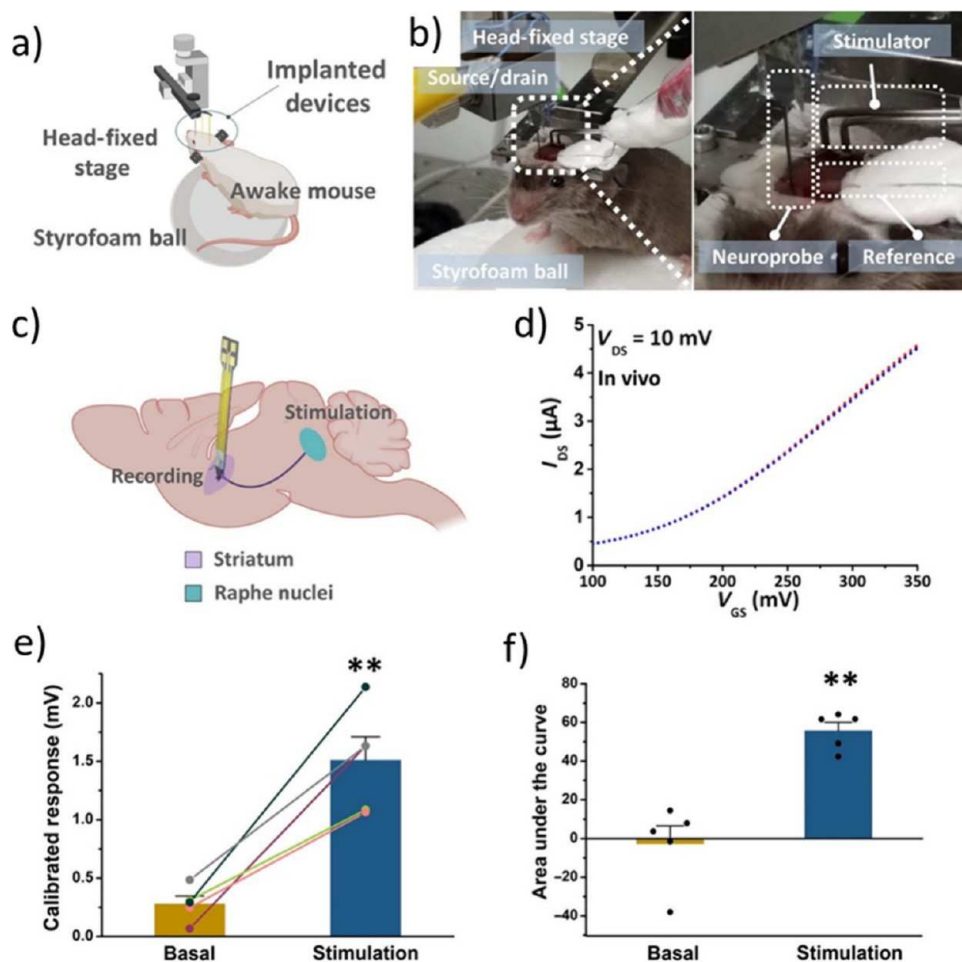 a)
Implanted
devices
Head-fixed
stage
Awake mouse
Styrofoam ball
b)
Head-fixed stage
Source/drain
Styrofoam ball
Stimulator
Neuroprobe
Reference
c)
Stimulation
Recording
Striatum
Raphe nuclei
d)
V_DS = 10 mV
In vivo
I_DS (μA)
5
4
3
2
1
0
100 150 200 250 300 350
V_GS (mV)
e)
**
Calibrated response (mV)
2.0
1.5
1.0
0.5
0.0
Basal Stimulation
f)
**
Area under the curve
80
60
40
20
0
−20
−40
Basal Stimulation